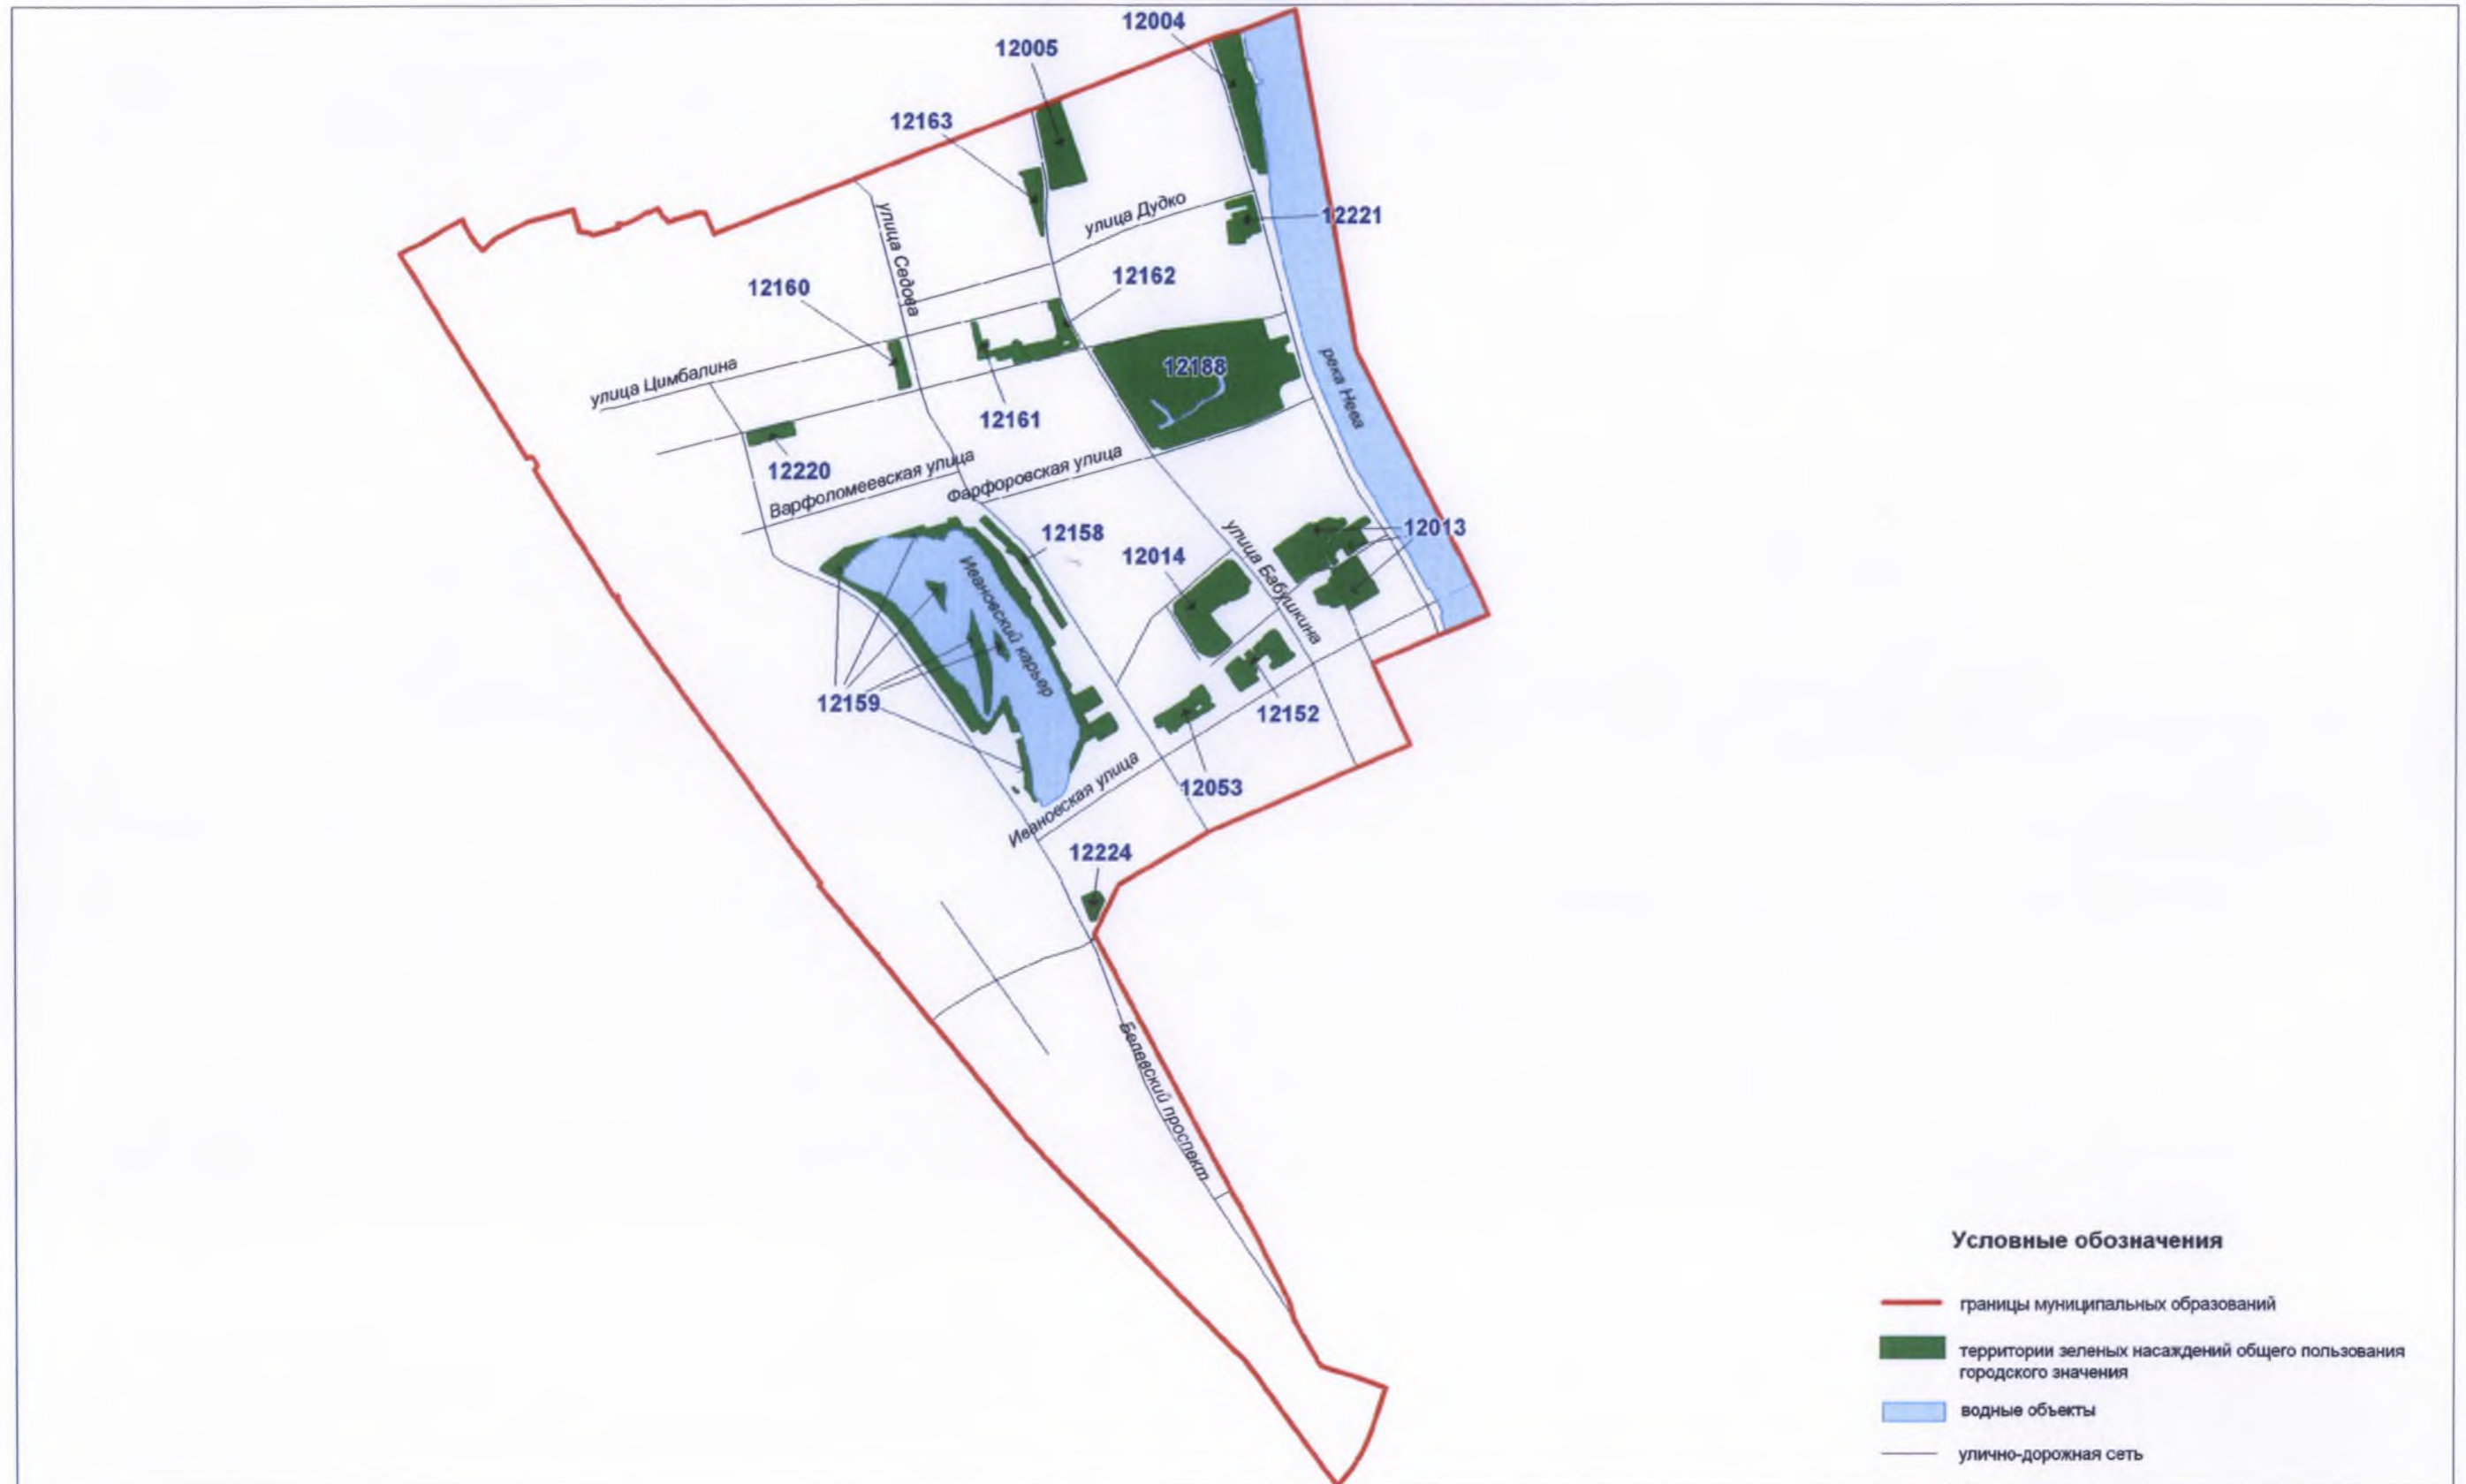 12004
12005
12163
улица Дудко
12221
улица Седова
12162
12160
12188
река Нева
улица Цимбалина
12161
12220
Варфоломеевская улица
Фарфоровская улица
12158
12014
улица Бабушкина
12013
Ивановский карьер
12159
12152
12053
Ивановская улица
12224
Белевский проспект
Условные обозначения
границы муниципальных образований
территории зеленых насаждений общего пользования
городского значения
водные объекты
улично-дорожная сеть